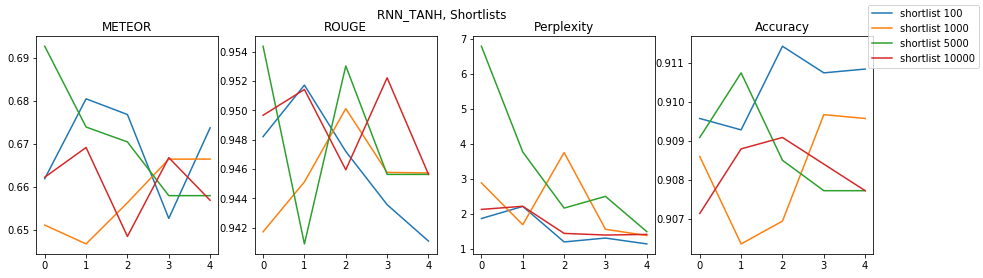 RNN_TANH, Shortlists
METEOR
0.69
0.68
0.67
0.66
0.65
0 1 2 3 4
ROUGE
0.954
0.952
0.950
0.948
0.946
0.944
0.942
0 1 2 3 4
Perplexity
7
6
5
4
3
2
1
0 1 2 3 4
Accuracy
0.911
0.910
0.909
0.908
0.907
0 1 2 3 4
shortlist 100
shortlist 1000
shortlist 5000
shortlist 10000